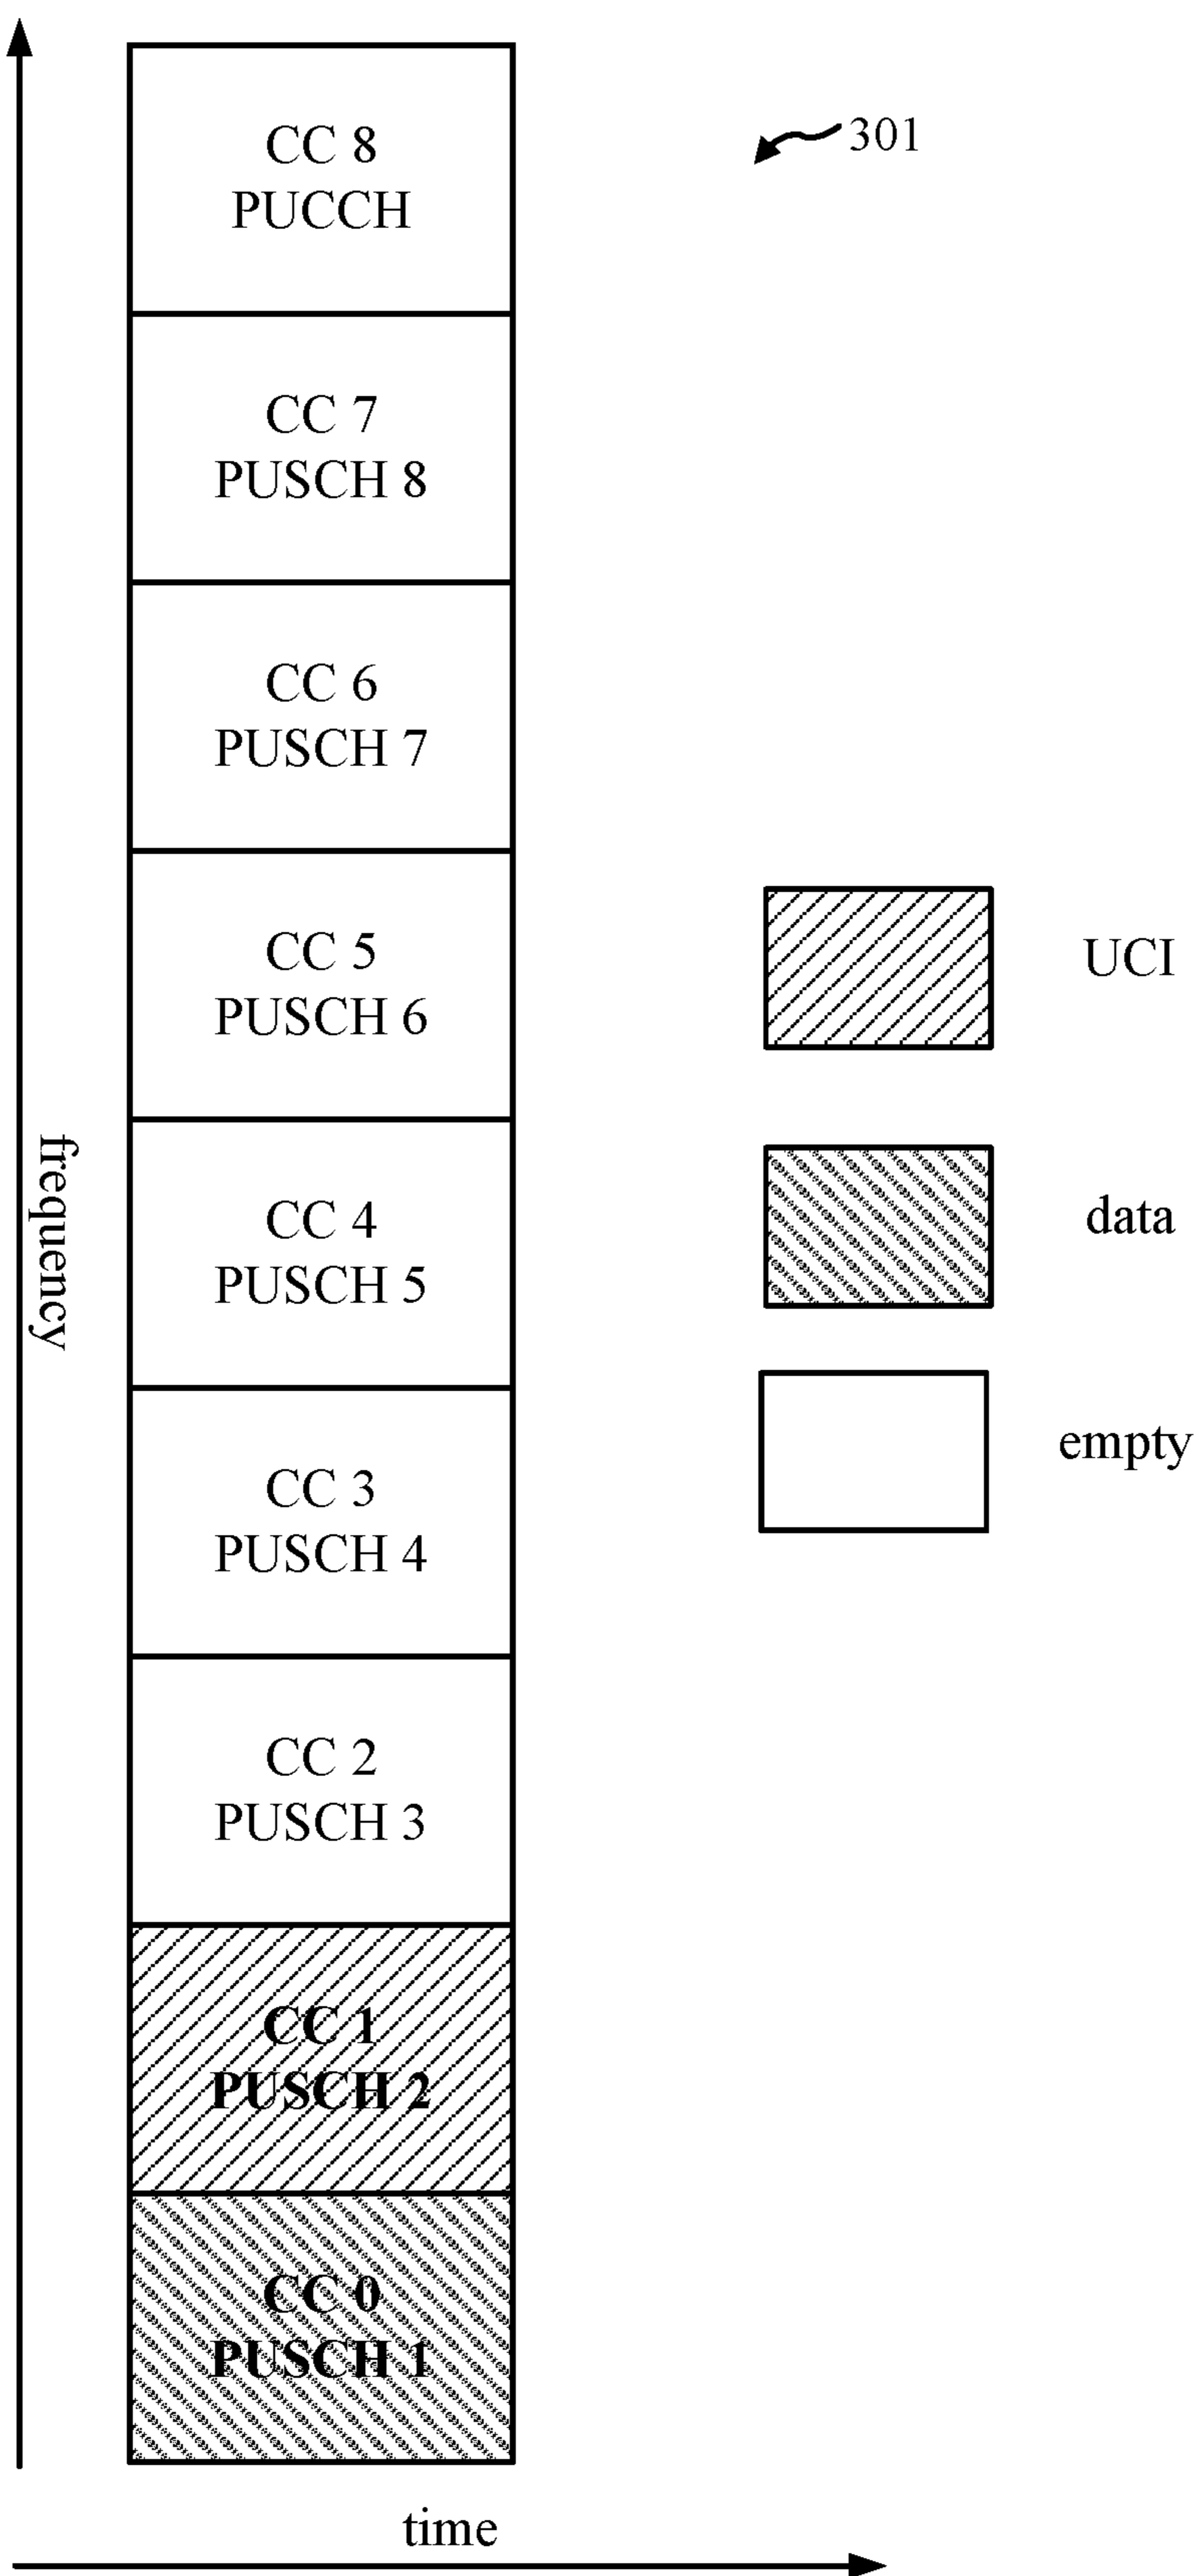 CC 8
PUCCH
301
CC 7
PUSCH 8
CC 6
PUSCH 7
CC 5
PUSCH 6
UCI
CC 4
PUSCH 5
data
frequency
CC 3
PUSCH 4
empty
CC 2
PUSCH 3
CC 1
PUSCH 2
CC 0
PUSCH 1
time